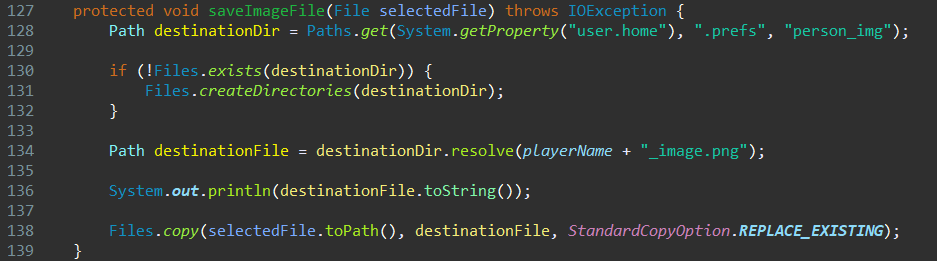 127 protected void saveImageFile(File selectedFile) throws IOException {
128 Path destinationDir = Paths.get(System.getProperty("user.home"), ".prefs", "person_img");
129
130 if (!Files.exists(destinationDir)) {
131 Files.createDirectories(destinationDir);
132 }
133
134 Path destinationFile = destinationDir.resolve(playerName + "_image.png");
135
136 System.out.println(destinationFile.toString());
137
138 Files.copy(selectedFile.toPath(), destinationFile, StandardCopyOption.REPLACE_EXISTING);
139 }